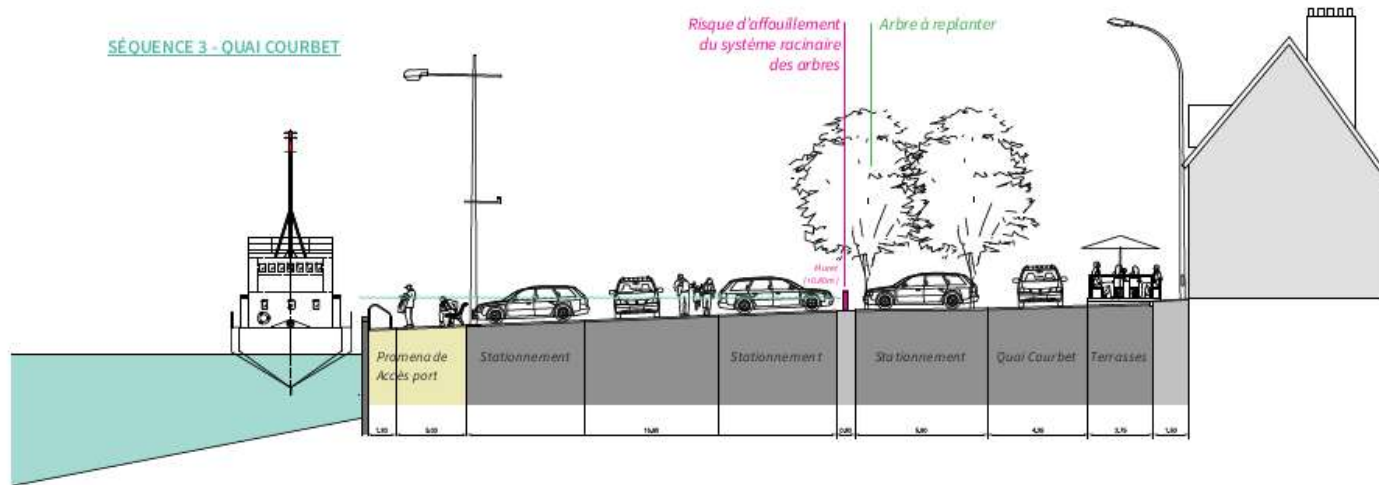 SÉQUENCE 3 - QUAI COURBET
Risque d'affouillement
du système racinaire
des arbres
Arbre à replanter
Muret
Promenade
Accès port
Stationnement
Stationnement
Stationnement
Quai Courbet
Terrasses